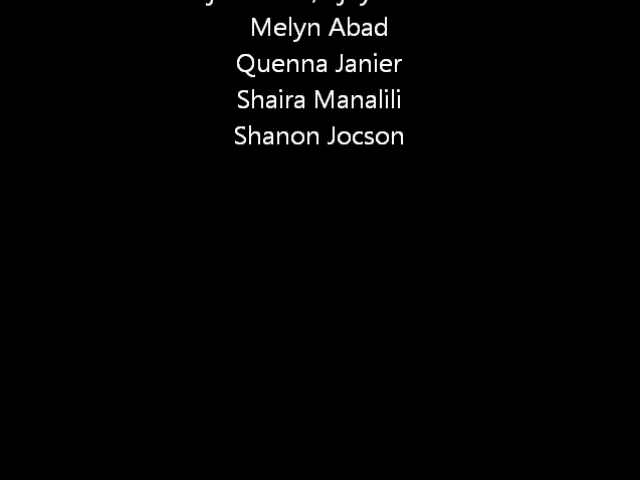 Melyn Abad
Quenna Janier
Shaira Manalili
Shanon Jocson